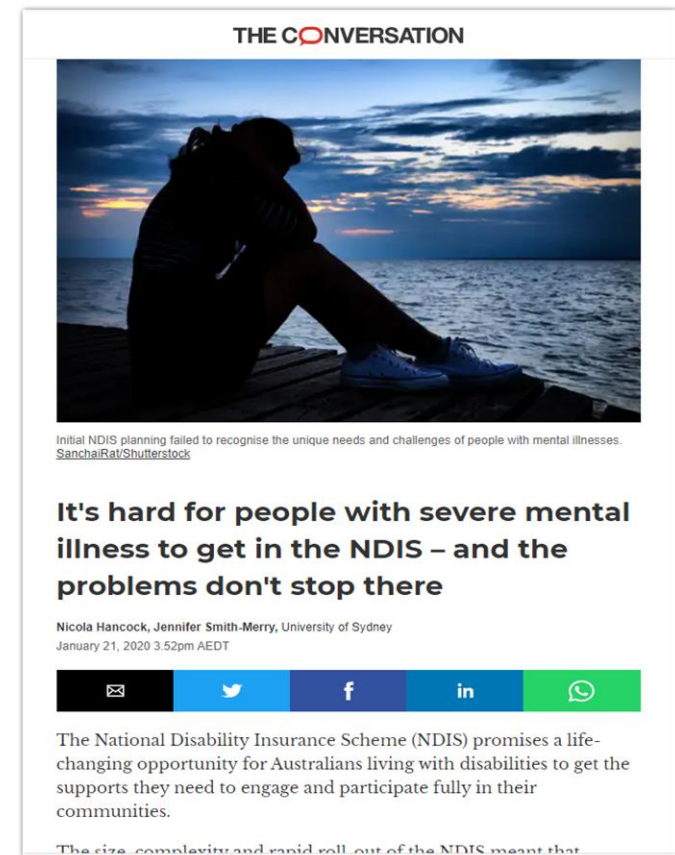 THE CONVERSATION
Initial NDIS planning failed to recognise the unique needs and challenges of people with mental illnesses.
SanchaiRat/Shutterstock
It's hard for people with severe mental
illness to get in the NDIS – and the
problems don't stop there
Nicola Hancock, Jennifer Smith-Merry, University of Sydney
January 21, 2020 3.52pm AEDT
f
in
The National Disability Insurance Scheme (NDIS) promises a life-
changing opportunity for Australians living with disabilities to get the
supports they need to engage and participate fully in their
communities.
The size, complexity and rapid roll-out of the NDIS meant that